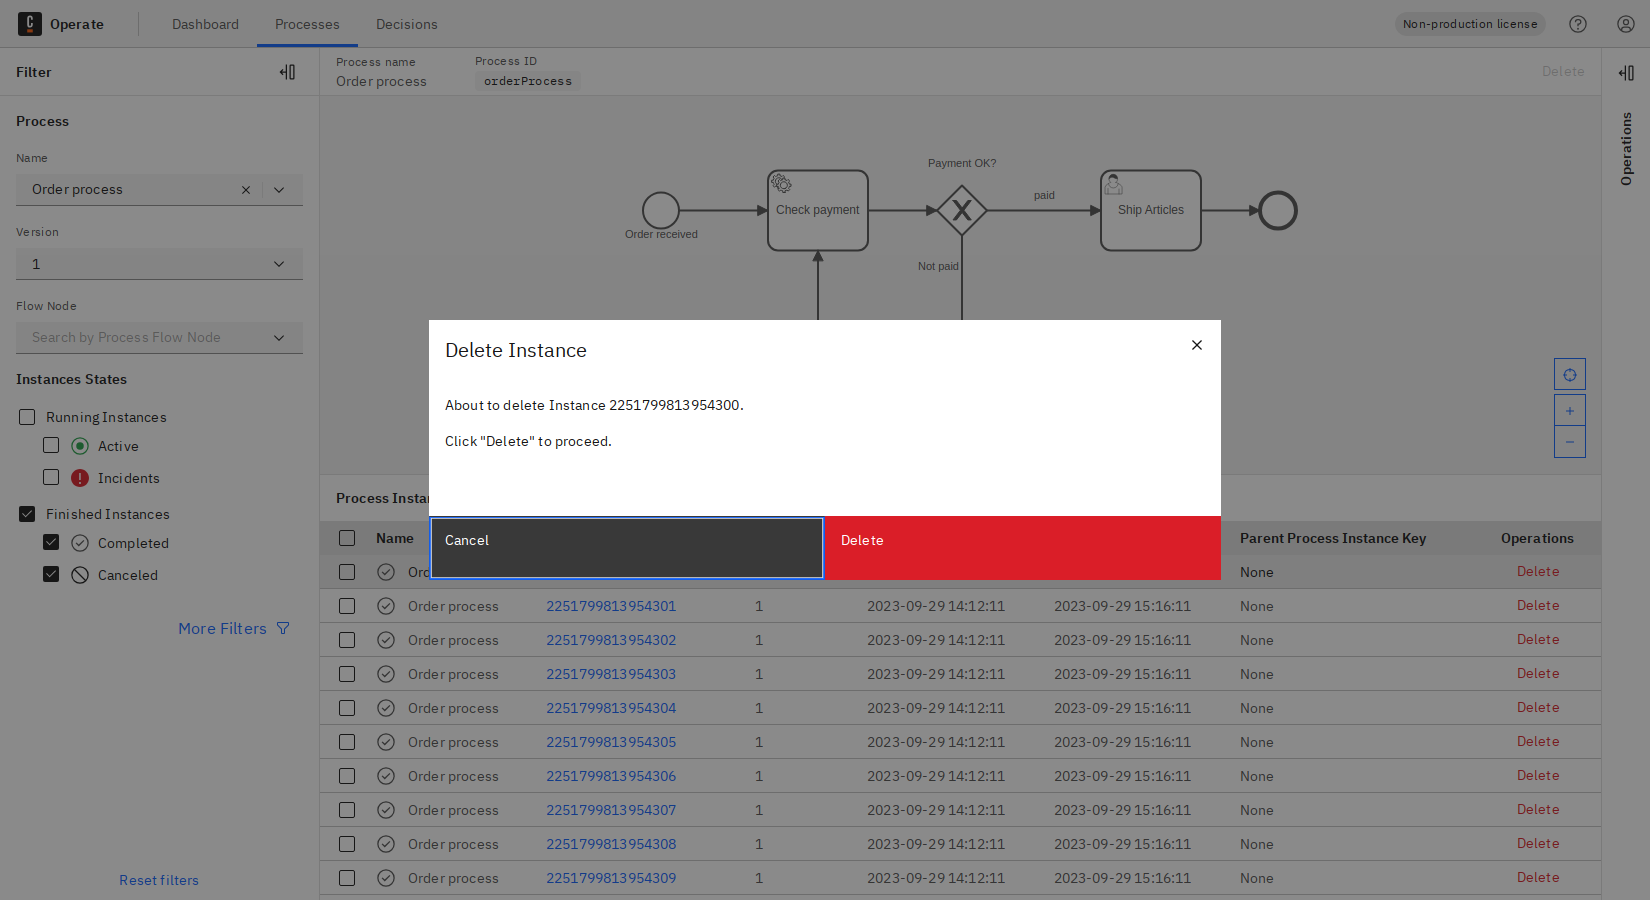 Operate Dashboard Processes Decisions Non-production license
Filter
Process name Process ID
Order process orderProcess
Delete
Operations
Process
Name
Order process
Version
1
Flow Node
Search by Process Flow Node
Instances States
Running Instances
Active
Incidents
Finished Instances
Completed
Canceled
More Filters
Reset filters
Payment OK?
paid
Check payment
Ship Articles
Order received
Not paid
Delete Instance
About to delete Instance 2251799813954300.
Click "Delete" to proceed.
Cancel Delete
Name Parent Process Instance Key Operations
None Delete
Order process 2251799813954301 1 2023-09-29 14:12:11 2023-09-29 15:16:11 None Delete
Order process 2251799813954302 1 2023-09-29 14:12:11 2023-09-29 15:16:11 None Delete
Order process 2251799813954303 1 2023-09-29 14:12:11 2023-09-29 15:16:11 None Delete
Order process 2251799813954304 1 2023-09-29 14:12:11 2023-09-29 15:16:11 None Delete
Order process 2251799813954305 1 2023-09-29 14:12:11 2023-09-29 15:16:11 None Delete
Order process 2251799813954306 1 2023-09-29 14:12:11 2023-09-29 15:16:11 None Delete
Order process 2251799813954307 1 2023-09-29 14:12:11 2023-09-29 15:16:11 None Delete
Order process 2251799813954308 1 2023-09-29 14:12:11 2023-09-29 15:16:11 None Delete
Order process 2251799813954309 1 2023-09-29 14:12:11 2023-09-29 15:16:11 None Delete